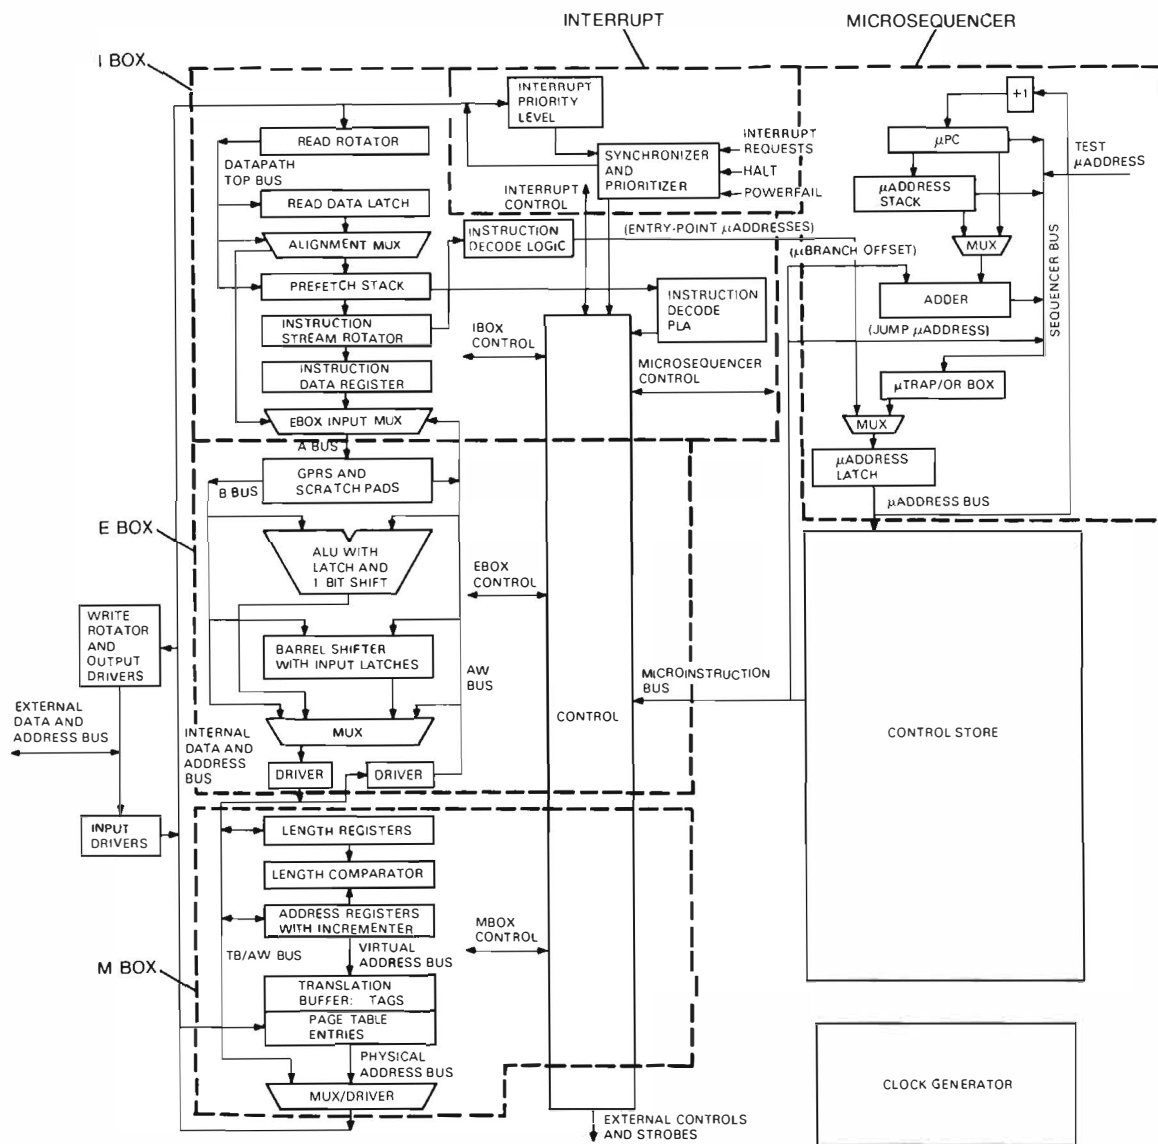 INTERRUPT
MICROSEQUENCER
I BOX
INTERRUPT
PRIORITY
LEVEL
+1
READ ROTATOR
μPC
DATAPATH
TOP BUS
SYNCHRONIZER
AND
PRIORITIZER
INTERRUPT
REQUESTS
HALT
POWERFAIL
TEST
μADDRESS
INTERRUPT
CONTROL
μADDRESS
STACK
READ DATA LATCH
INSTRUCTION
DECODE LOGIC
(ENTRY-POINT μADDRESSES)
ALIGNMENT MUX
MUX
(μBRANCH OFFSET)
SEQUENCER BUS
PREFETCH STACK
INSTRUCTION
DECODE
PLA
ADDER
INSTRUCTION
STREAM ROTATOR
IBOX
CONTROL
(JUMP μADDRESS)
INSTRUCTION
DATA REGISTER
MICROSEQUENCER
CONTROL
μTRAP/OR BOX
EBOX INPUT MUX
MUX
A BUS
GPRS AND
SCRATCH PADS
B BUS
μADDRESS
LATCH
μADDRESS BUS
E BOX
ALU WITH
LATCH AND
1 BIT SHIFT
EBOX
CONTROL
WRITE
ROTATOR
AND
OUTPUT
DRIVERS
BARREL SHIFTER
WITH INPUT LATCHES
AW
BUS
MICROINSTRUCTION
BUS
EXTERNAL
DATA AND
ADDRESS BUS
INTERNAL
DATA AND
ADDRESS
BUS
MUX
CONTROL
CONTROL STORE
DRIVER
DRIVER
INPUT
DRIVERS
LENGTH REGISTERS
LENGTH COMPARATOR
ADDRESS REGISTERS
WITH INCREMENTER
MBOX
CONTROL
TB/AW BUS
VIRTUAL
ADDRESS BUS
M BOX
TRANSLATION
BUFFER: TAGS
PAGE TABLE
ENTRIES
PHYSICAL
ADDRESS BUS
MUX/DRIVER
CLOCK GENERATOR
EXTERNAL CONTROLS
AND STROBES